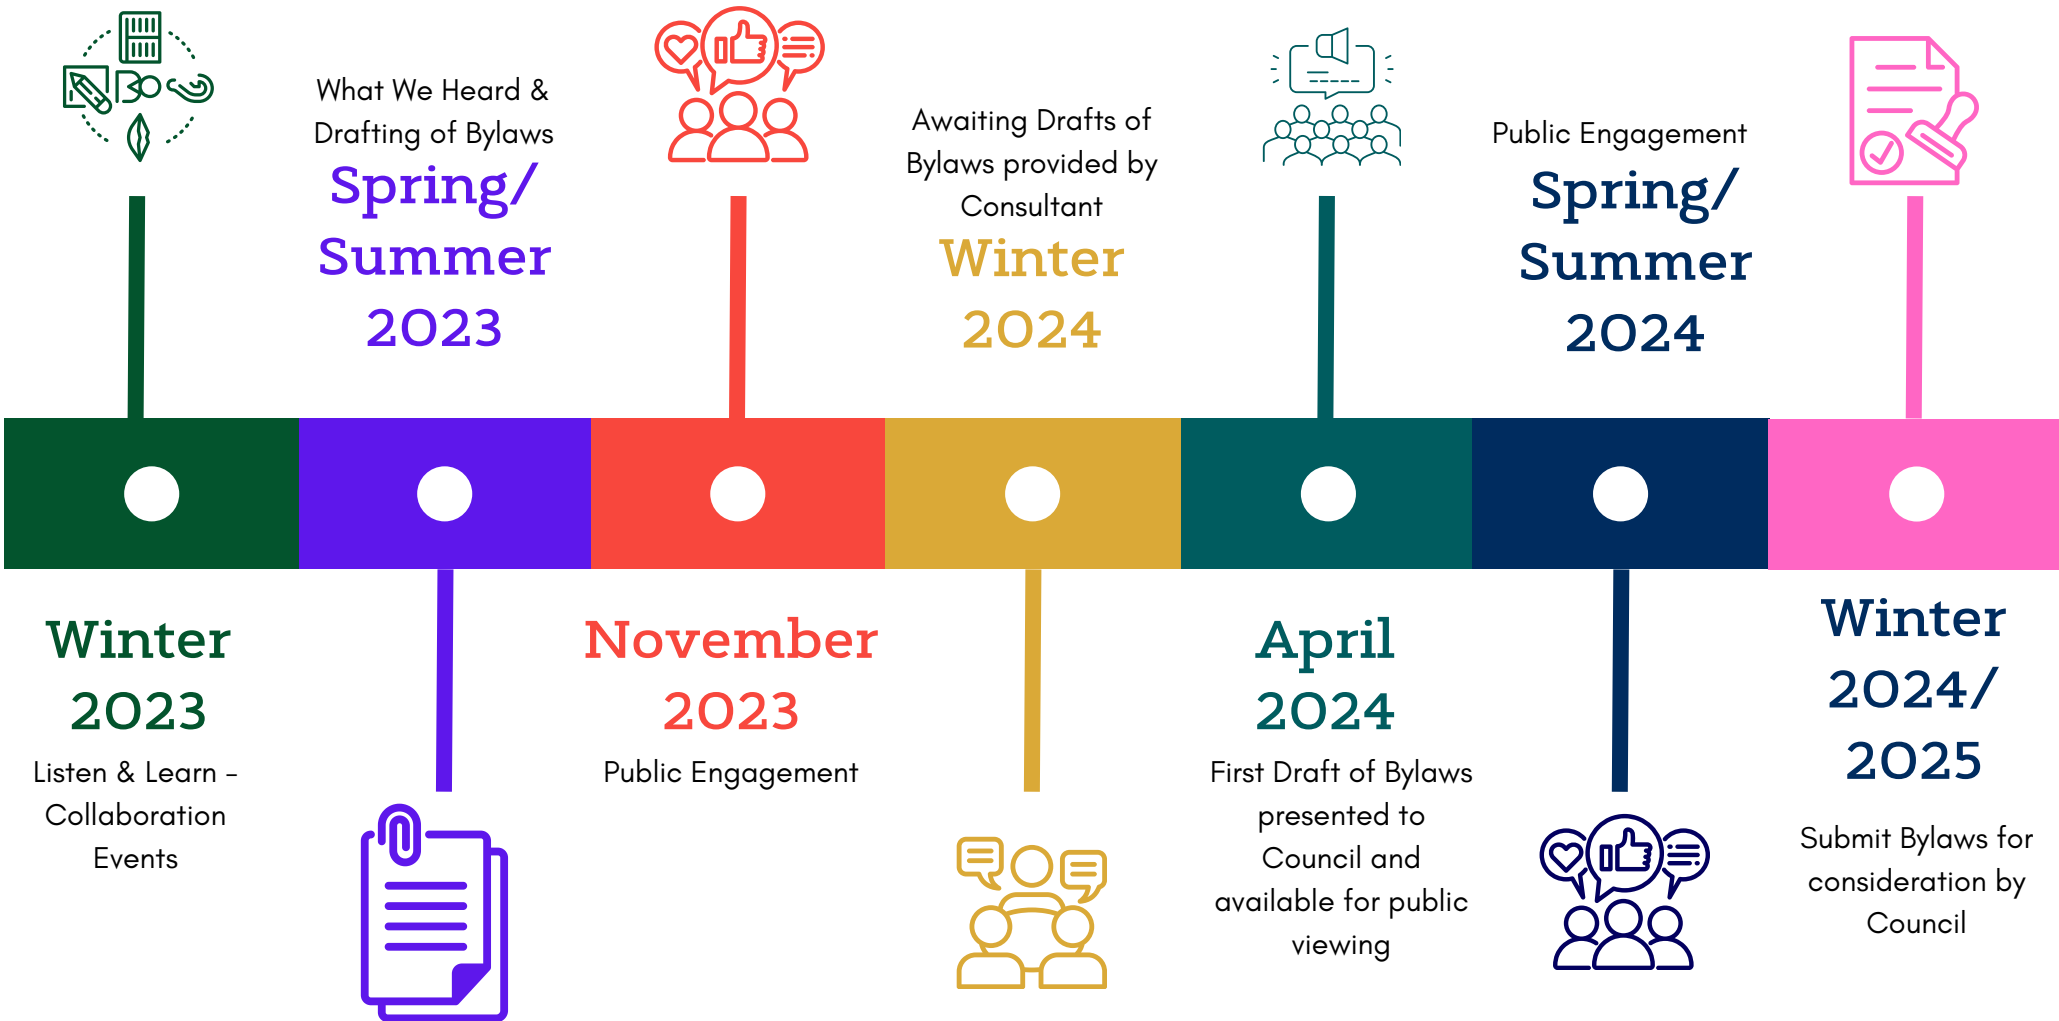 Winter
2023
Listen & Learn -
Collaboration
Events
What We Heard &
Drafting of Bylaws
Spring/
Summer
2023
November
2023
Public Engagement
Awaiting Drafts of
Bylaws provided by
Consultant
Winter
2024
April
2024
First Draft of Bylaws
presented to
Council and
available for public
viewing
Public Engagement
Spring/
Summer
2024
Winter
2024/
2025
Submit Bylaws for
consideration by
Council